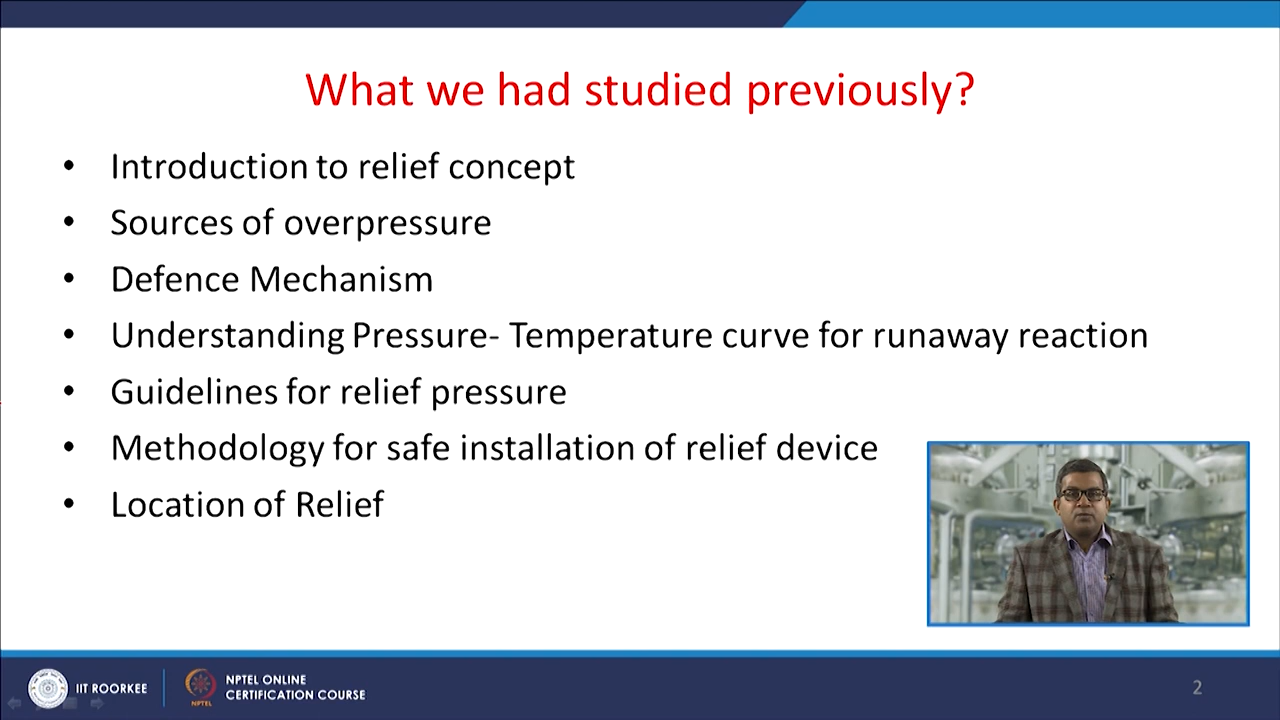 What we had studied previously?
• Introduction to relief concept
• Sources of overpressure
• Defence Mechanism
• Understanding Pressure- Temperature curve for runaway reaction
• Guidelines for relief pressure
• Methodology for safe installation of relief device
• Location of Relief
IIT ROORKEE
NPTEL
NPTEL ONLINE
CERTIFICATION COURSE
2